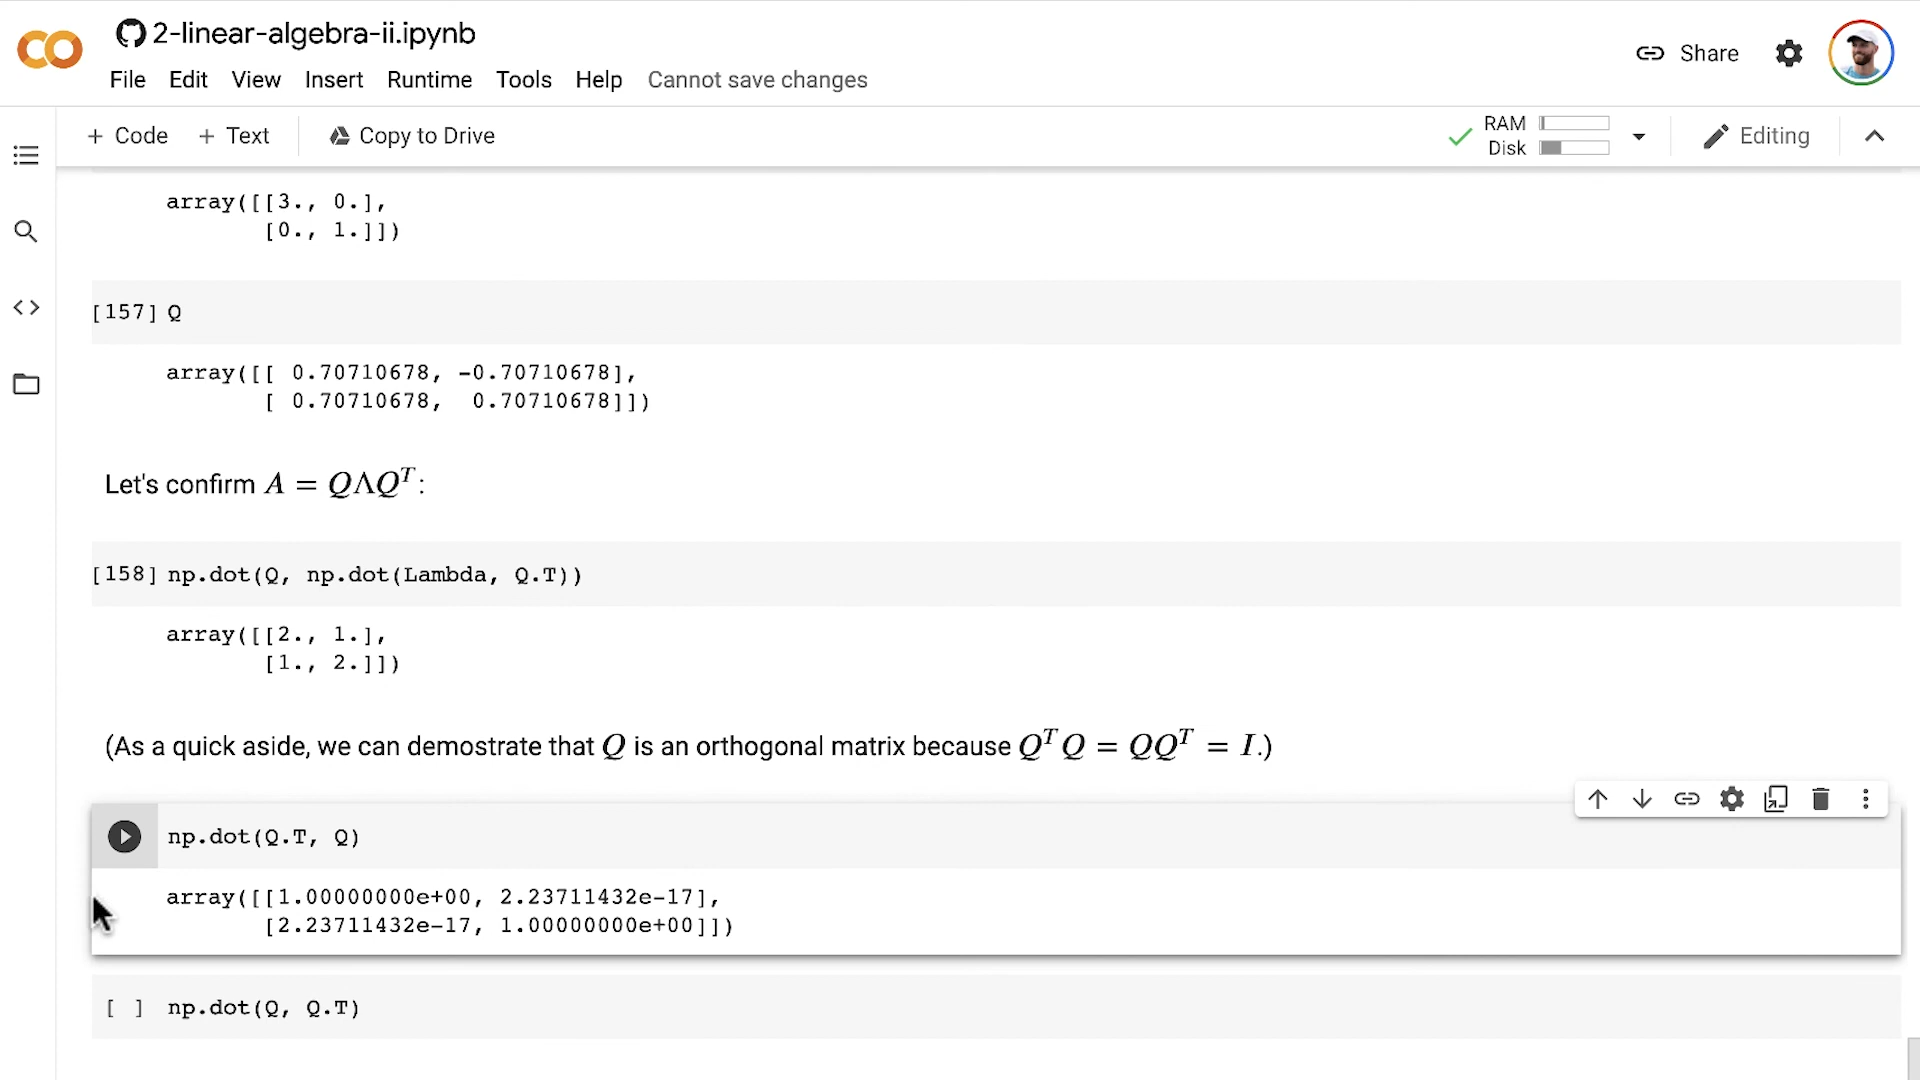 2-linear-algebra-ii.ipynb
File Edit View Insert Runtime Tools Help Cannot save changes
Share
+ Code + Text Copy to Drive
RAM
Disk
Editing
array([[3., 0.],
[0., 1.]])
[157] Q
array([[ 0.70710678, -0.70710678],
[ 0.70710678, 0.70710678]])
Let's confirm A = QΛQᵀ:
[158] np.dot(Q, np.dot(Lambda, Q.T))
array([[2., 1.],
[1., 2.]])
(As a quick aside, we can demostrate that Q is an orthogonal matrix because QᵀQ = QQᵀ = I.)
np.dot(Q.T, Q)
array([[1.00000000e+00, 2.23711432e-17],
[2.23711432e-17, 1.00000000e+00]])
[ ] np.dot(Q, Q.T)